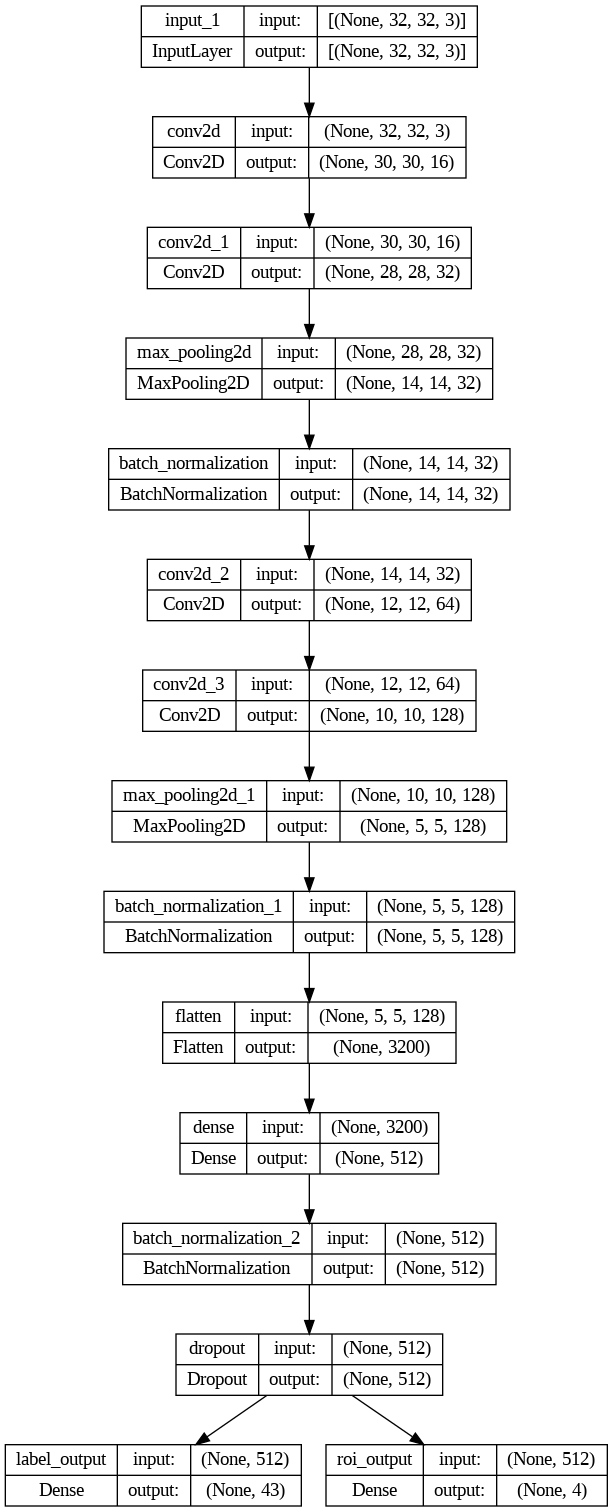 input_1 input: [(None, 32, 32, 3)]
InputLayer output: [(None, 32, 32, 3)]
conv2d input: (None, 32, 32, 3)
Conv2D output: (None, 30, 30, 16)
conv2d_1 input: (None, 30, 30, 16)
Conv2D output: (None, 28, 28, 32)
max_pooling2d input: (None, 28, 28, 32)
MaxPooling2D output: (None, 14, 14, 32)
batch_normalization input: (None, 14, 14, 32)
BatchNormalization output: (None, 14, 14, 32)
conv2d_2 input: (None, 14, 14, 32)
Conv2D output: (None, 12, 12, 64)
conv2d_3 input: (None, 12, 12, 64)
Conv2D output: (None, 10, 10, 128)
max_pooling2d_1 input: (None, 10, 10, 128)
MaxPooling2D output: (None, 5, 5, 128)
batch_normalization_1 input: (None, 5, 5, 128)
BatchNormalization output: (None, 5, 5, 128)
flatten input: (None, 5, 5, 128)
Flatten output: (None, 3200)
dense input: (None, 3200)
Dense output: (None, 512)
batch_normalization_2 input: (None, 512)
BatchNormalization output: (None, 512)
dropout input: (None, 512)
Dropout output: (None, 512)
label_output input: (None, 512)
Dense output: (None, 43)
roi_output input: (None, 512)
Dense output: (None, 4)